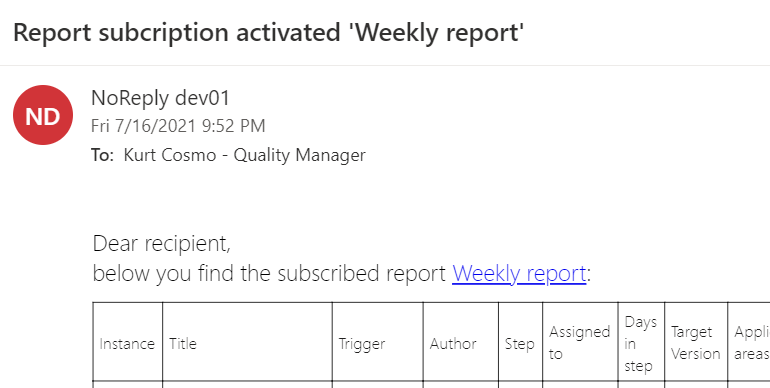 Report subcription activated 'Weekly report'
ND
NoReply dev01
Fri 7/16/2021 9:52 PM
To: Kurt Cosmo - Quality Manager
Dear recipient,
below you find the subscribed report Weekly report:
Instance Title Trigger Author Step Assigned to Days in step Target Version Appli areas